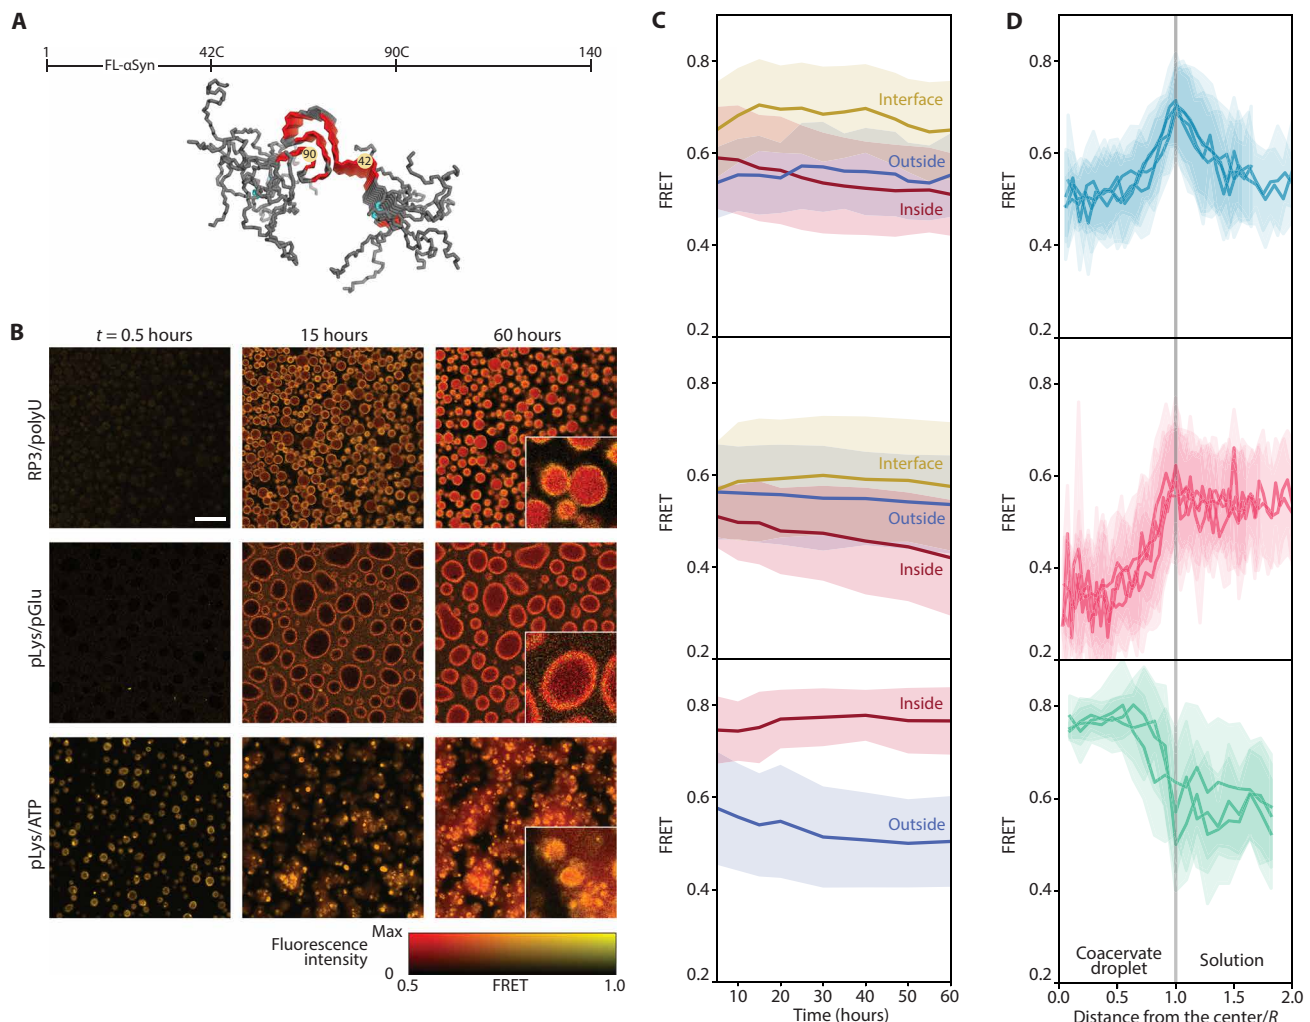 A
1 42C 90C 140
FL-αSyn
90 42
B
t = 0.5 hours 15 hours 60 hours
RP3/polyU
pLys/pGlu
pLys/ATP
Fluorescence
intensity
Max
0
0.5 FRET 1.0
C
FRET
0.8
0.6
0.4
0.2
Interface
Outside
Inside
FRET
0.8
0.6
0.4
0.2
Interface
Outside
Inside
FRET
0.8
0.6
0.4
0.2
Inside
Outside
10 20 30 40 50 60
Time (hours)
D
FRET
0.8
0.6
0.4
0.2
FRET
0.8
0.6
0.4
0.2
FRET
0.8
0.6
0.4
0.2
Coacervate
droplet
Solution
0.0 0.5 1.0 1.5 2.0
Distance from the center/R